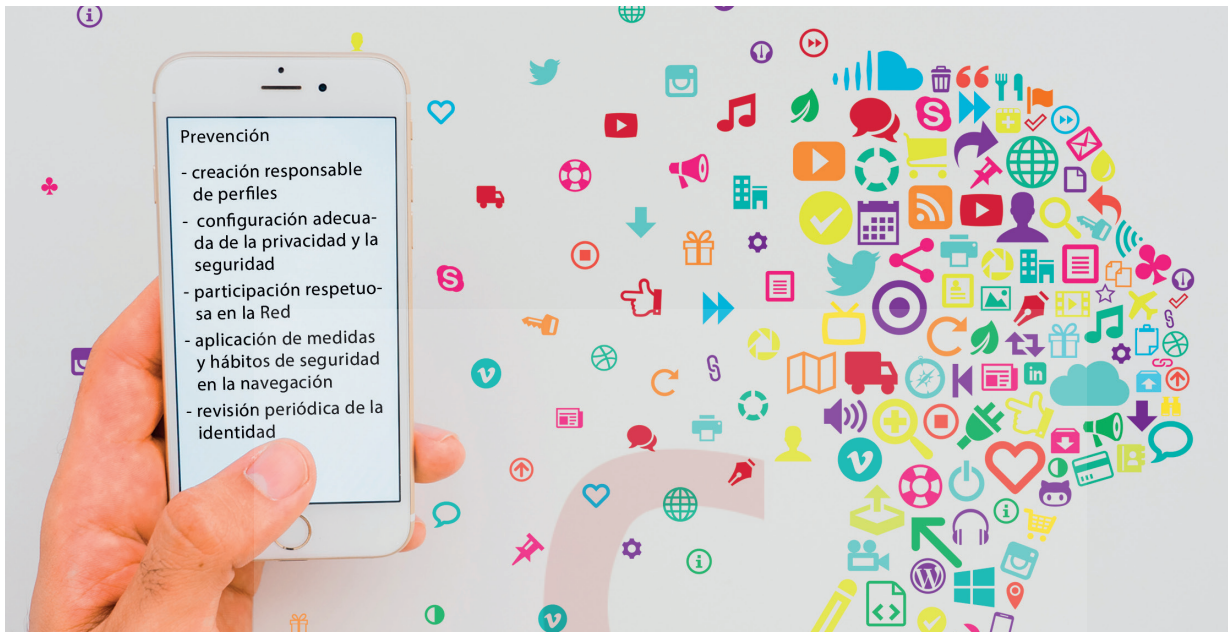 Prevención
- creación responsable
de perfiles
- configuración adecua-
da de la privacidad y la
seguridad
- participación respetuo-
sa en la Red
- aplicación de medidas
y hábitos de seguridad
en la navegación
- revisión periódica de la
identidad